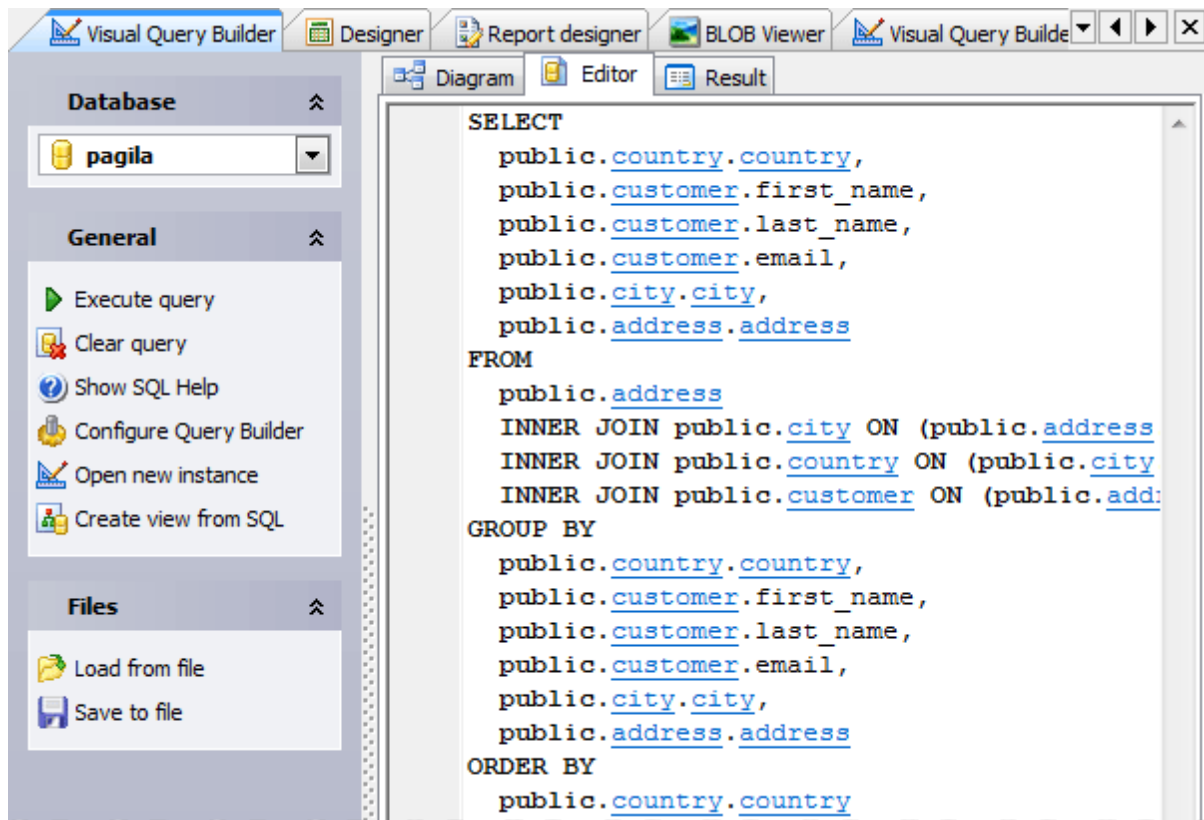 Visual Query Builder Designer Report designer BLOB Viewer Visual Query Builde
Database
pagila
General
Execute query
Clear query
Show SQL Help
Configure Query Builder
Open new instance
Create view from SQL
Files
Load from file
Save to file
Diagram Editor Result
SELECT
public.country.country,
public.customer.first_name,
public.customer.last_name,
public.customer.email,
public.city.city,
public.address.address
FROM
public.address
INNER JOIN public.city ON (public.address
INNER JOIN public.country ON (public.city
INNER JOIN public.customer ON (public.add
GROUP BY
public.country.country,
public.customer.first_name,
public.customer.last_name,
public.customer.email,
public.city.city,
public.address.address
ORDER BY
public.country.country